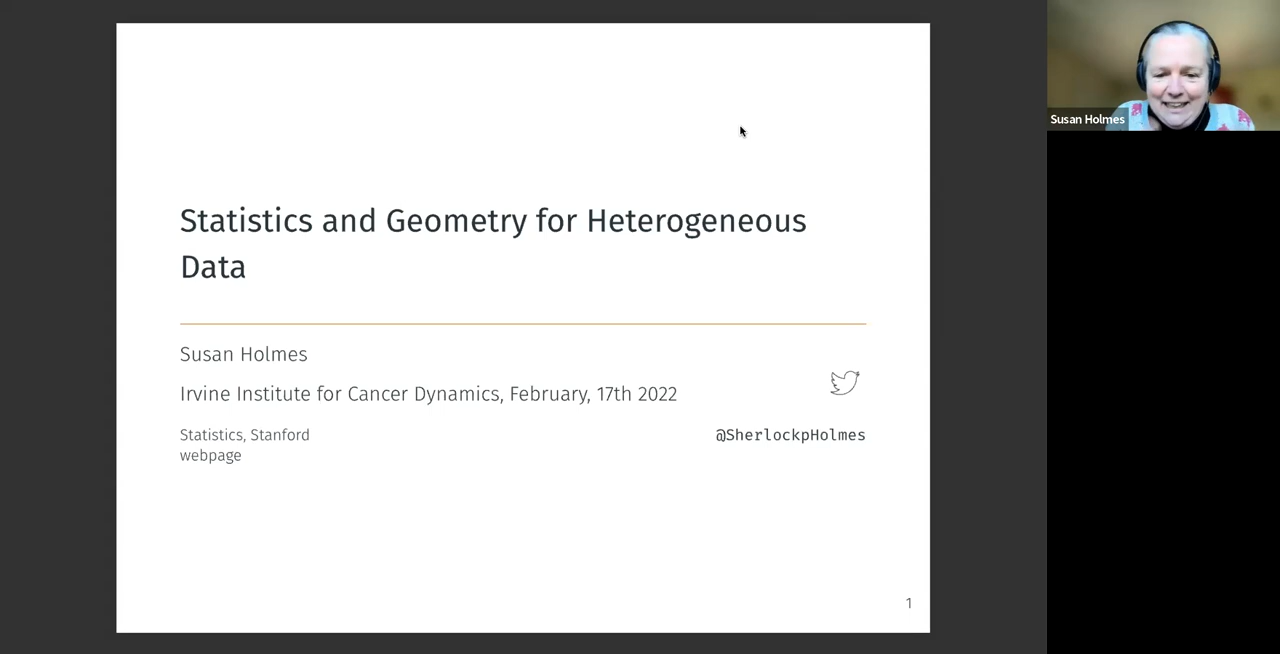 Statistics and Geometry for Heterogeneous
Data
Susan Holmes
Irvine Institute for Cancer Dynamics, February, 17th 2022
Statistics, Stanford
webpage
@SherlockpHolmes
1
Susan Holmes